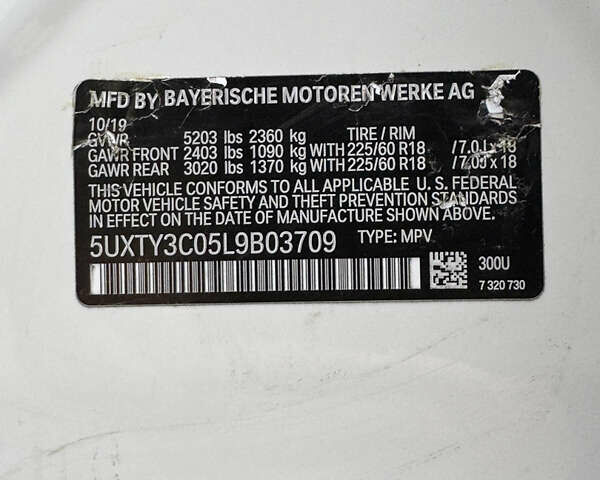 MFD BY BAYERISCHE MOTOREN WERKE AG
10/19
GVWR 5203 lbs 2360 kg TIRE / RIM
GAWR FRONT 2403 lbs 1090 kg WITH 225/60 R18 / 7.0J x 18
GAWR REAR 3020 lbs 1370 kg WITH 225/60 R18 / 7.0J x 18
THIS VEHICLE CONFORMS TO ALL APPLICABLE U. S. FEDERAL
MOTOR VEHICLE SAFETY AND THEFT PREVENTION STANDARDS
IN EFFECT ON THE DATE OF MANUFACTURE SHOWN ABOVE.
5UXTY3C05L9B03709 TYPE: MPV
300U
7 320 730